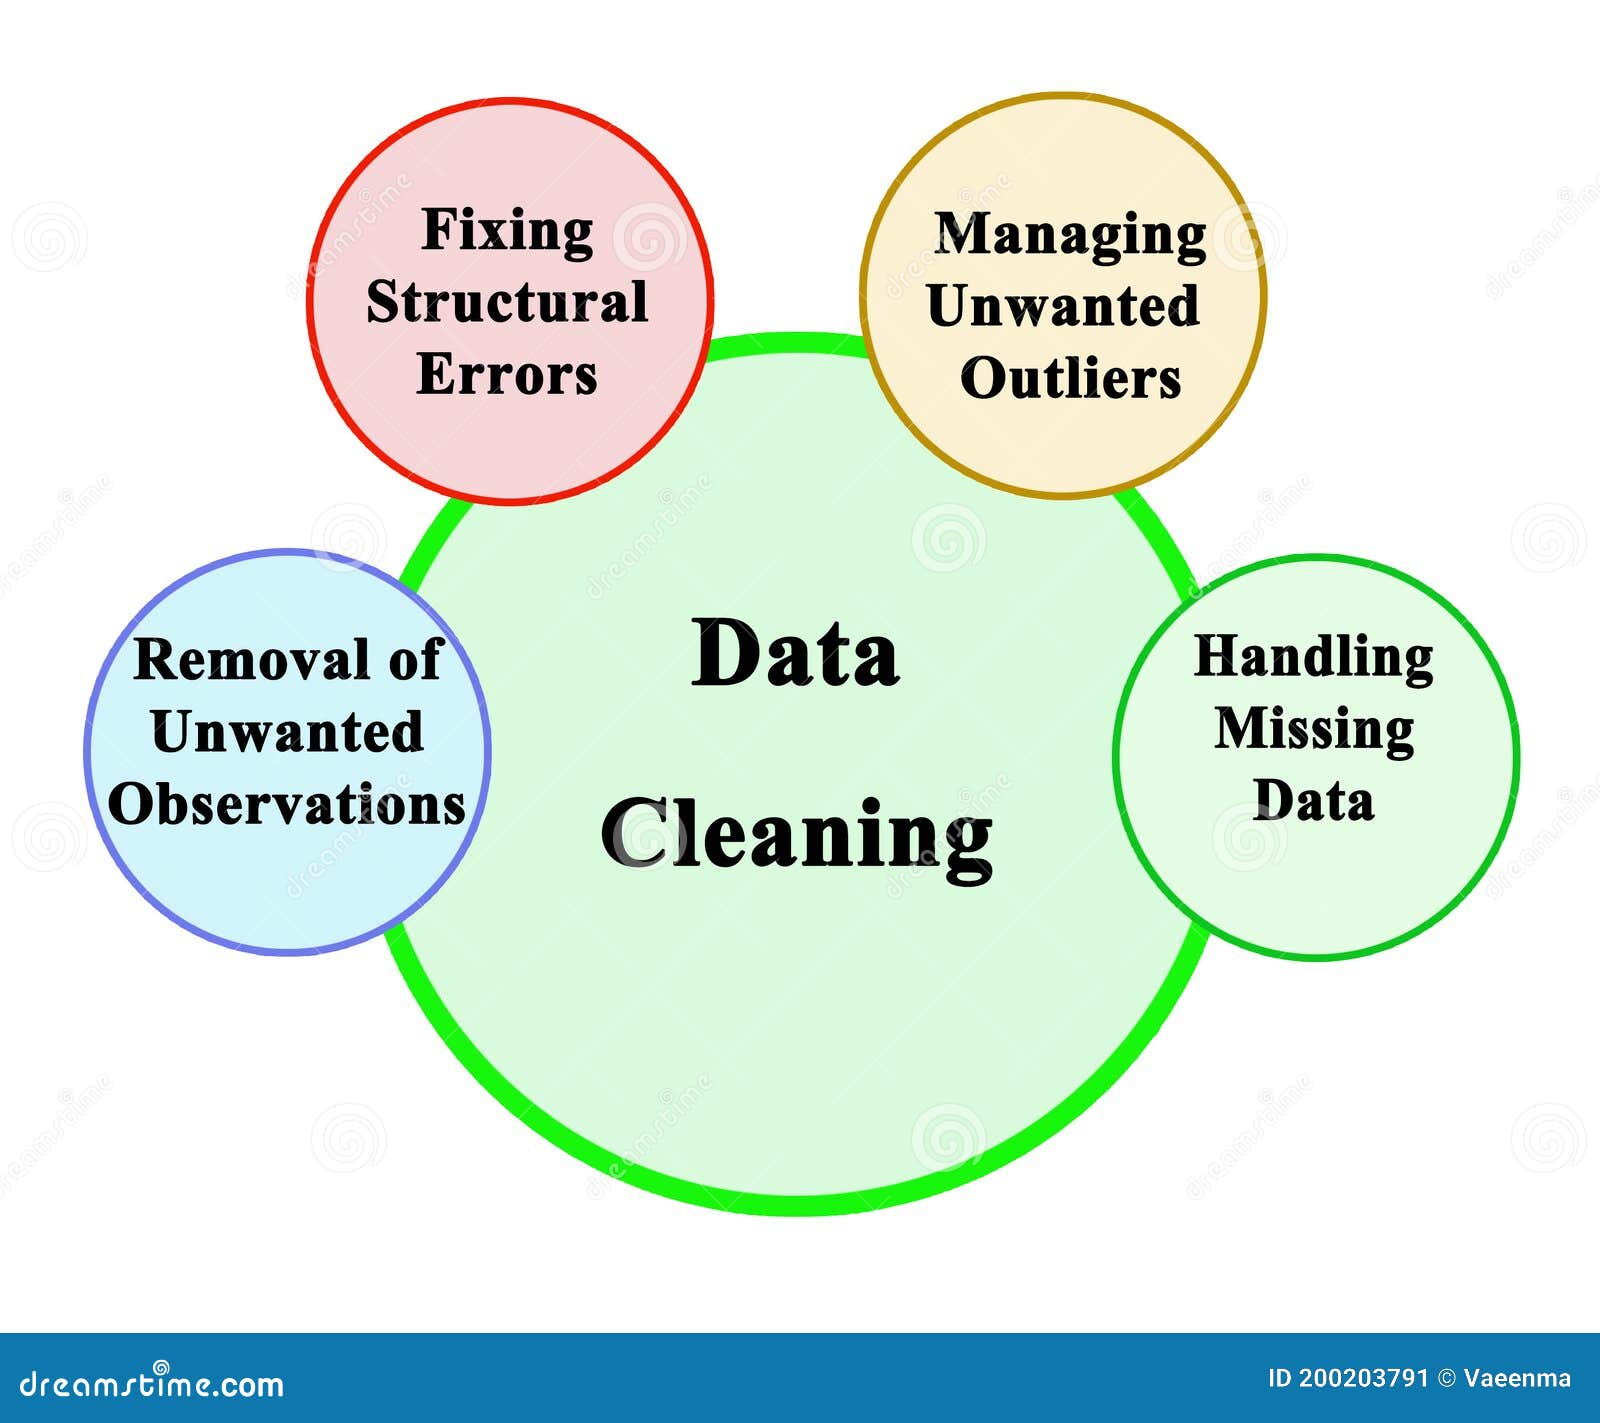 Fixing
Structural
Errors
Managing
Unwanted
Outliers
Removal of
Unwanted
Observations
Data
Cleaning
Handling
Missing
Data
dreamstime.com
ID 200203791 © Vaeenma